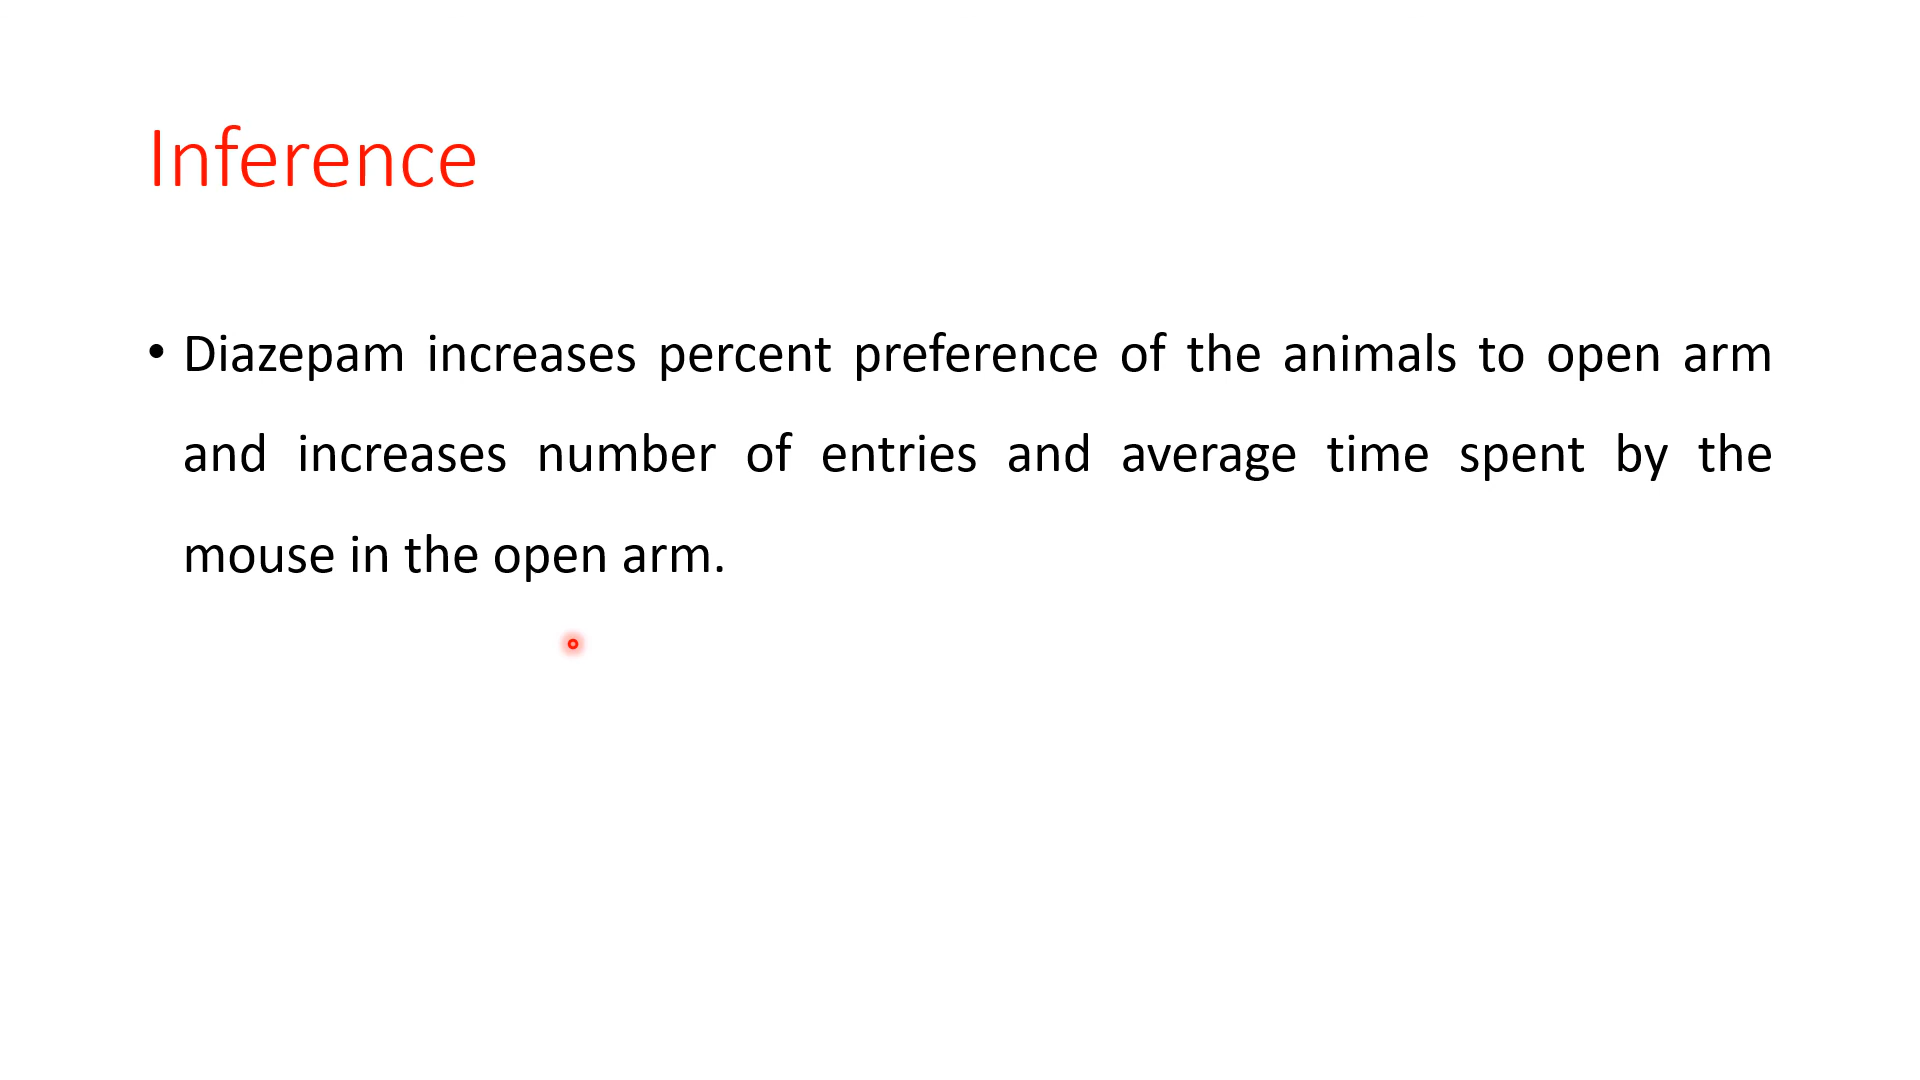 Inference
• Diazepam increases percent preference of the animals to open arm
and increases number of entries and average time spent by the
mouse in the open arm.